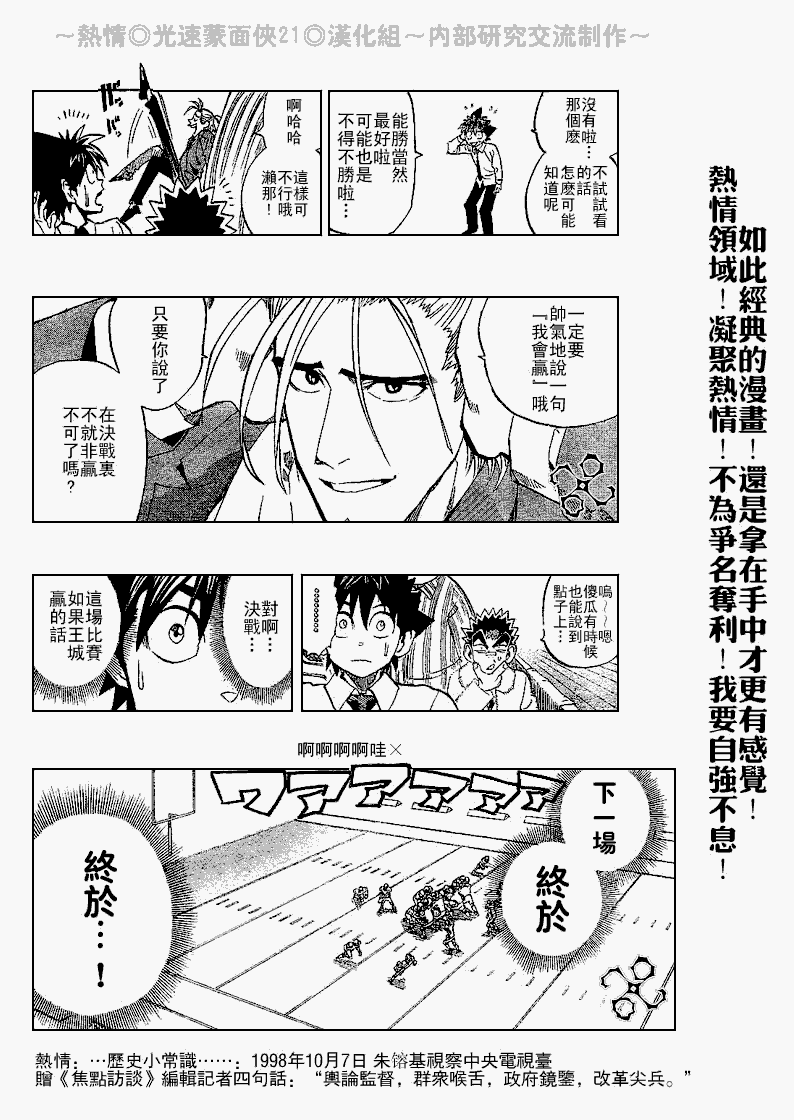 ～熱情◎光速蒙面俠21◎漢化組～內部研究交流制作～
沒有啦…
那個麼
不試試看
的話
怎麼可能
知道呢
能勝當然
最好啦
可能也是
不得不勝啦…
啊哈哈
這樣可
不行哦
瀨那！
一定要
帥氣地說一句
『我會贏』哦
只要你說了
在決戰裏
不就非贏
不可了嗎?
嗚～～嗯
傻瓜有時候
也能說到
點子上…
…………
對啊…
決戰…
這場比賽
如果王城
贏的話
啊啊啊啊哇×
ワァアァァァ
下一場
終於
終於…！
如此經典的漫畫！還是拿在手中才更有感覺！
熱情領域！凝聚熱情！不為爭名奪利！我要自強不息！
熱情：…歷史小常識……：1998年10月7日 朱镕基視察中央電視臺
贈《焦點訪談》編輯記者四句話：“輿論監督，群衆喉舌，政府鏡鑒，改革尖兵。”